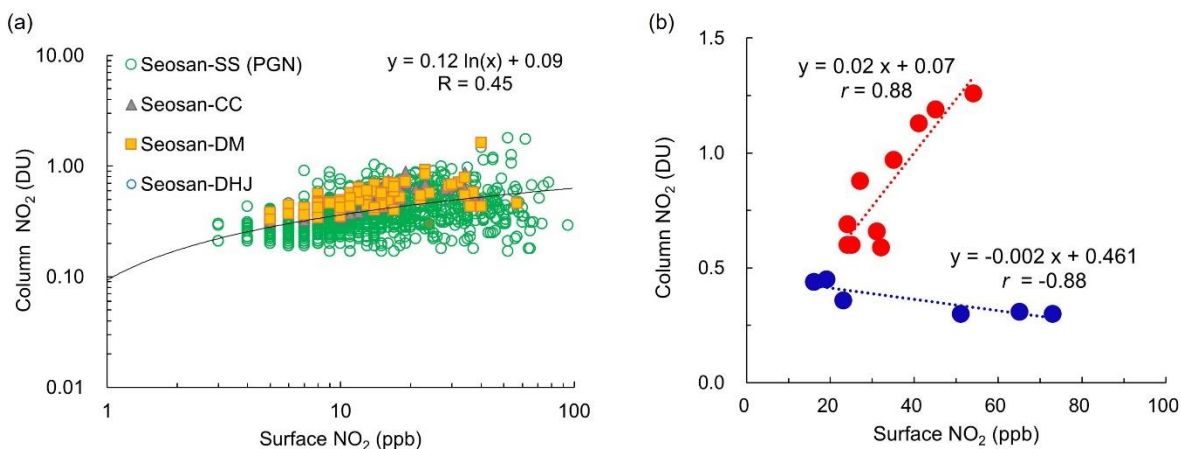 (a)
10.00
1.00
0.10
0.01
Column NO₂ (DU)
Seosan-SS (PGN)
Seosan-CC
Seosan-DM
Seosan-DHJ
y = 0.12 ln(x) + 0.09
R = 0.45
1
10
100
Surface NO₂ (ppb)
(b)
1.5
1.0
0.5
0.0
Column NO₂ (DU)
y = 0.02 x + 0.07
r = 0.88
y = -0.002 x + 0.461
r = -0.88
0
20
40
60
80
100
Surface NO₂ (ppb)